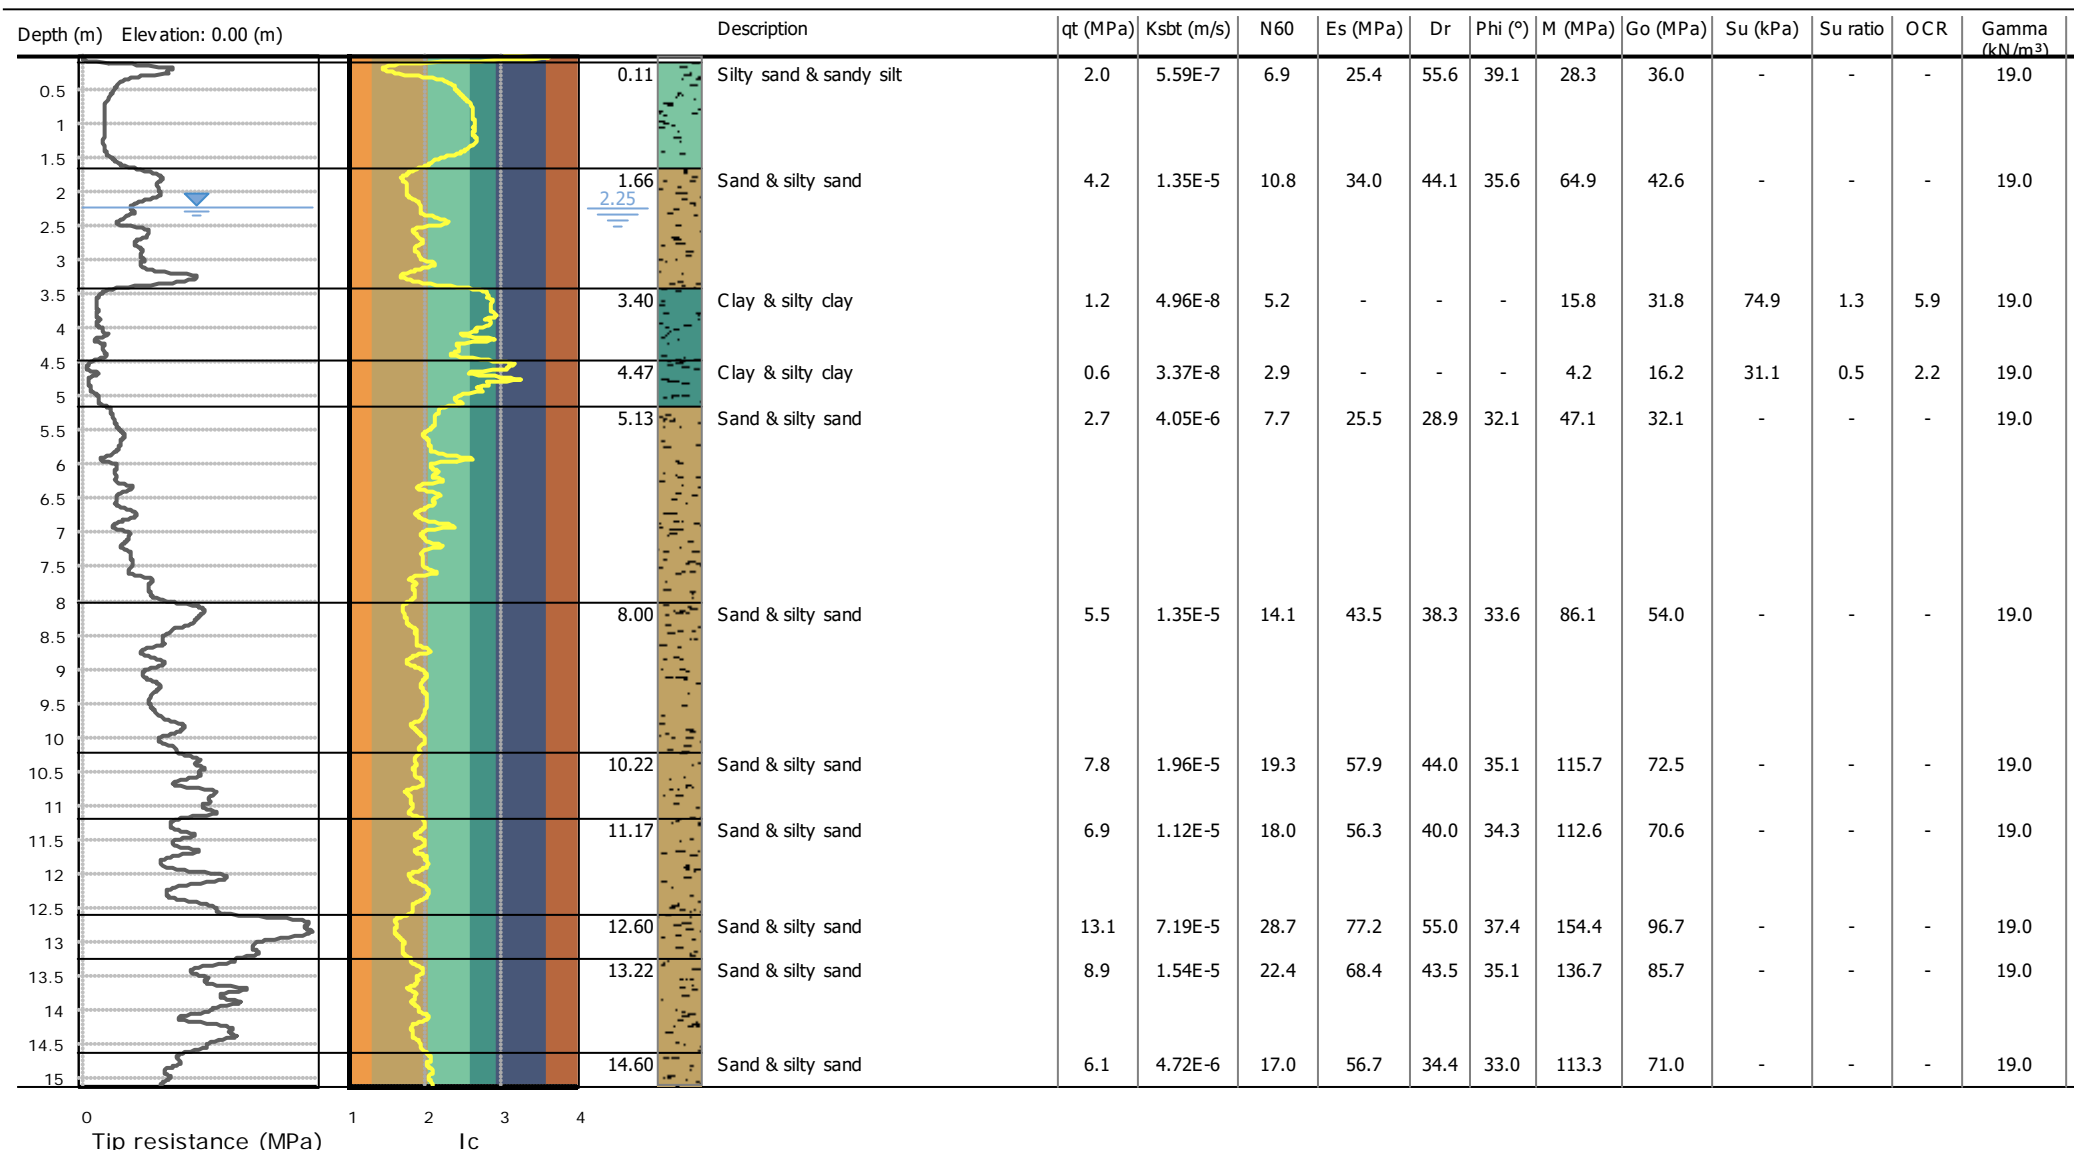 Depth (m) Elevation: 0.00 (m) Description qt (MPa) Ksbt (m/s) N60 Es (MPa) Dr Phi (°) M (MPa) Go (MPa) Su (kPa) Su ratio OCR Gamma
(kN/m³)
0.11 Silty sand & sandy silt 2.0 5.59E-7 6.9 25.4 55.6 39.1 28.3 36.0 - - - 19.0
0.5
1
1.5
1.66 Sand & silty sand 4.2 1.35E-5 10.8 34.0 44.1 35.6 64.9 42.6 - - - 19.0
2 2.25
2.5
3
3.5 3.40 Clay & silty clay 1.2 4.96E-8 5.2 - - - 15.8 31.8 74.9 1.3 5.9 19.0
4
4.5
4.47 Clay & silty clay 0.6 3.37E-8 2.9 - - - 4.2 16.2 31.1 0.5 2.2 19.0
5
5.13 Sand & silty sand 2.7 4.05E-6 7.7 25.5 28.9 32.1 47.1 32.1 - - - 19.0
5.5
6
6.5
7
7.5
8
8.00 Sand & silty sand 5.5 1.35E-5 14.1 43.5 38.3 33.6 86.1 54.0 - - - 19.0
8.5
9
9.5
10
10.22 Sand & silty sand 7.8 1.96E-5 19.3 57.9 44.0 35.1 115.7 72.5 - - - 19.0
10.5
11
11.17 Sand & silty sand 6.9 1.12E-5 18.0 56.3 40.0 34.3 112.6 70.6 - - - 19.0
11.5
12
12.5
12.60 Sand & silty sand 13.1 7.19E-5 28.7 77.2 55.0 37.4 154.4 96.7 - - - 19.0
13
13.22 Sand & silty sand 8.9 1.54E-5 22.4 68.4 43.5 35.1 136.7 85.7 - - - 19.0
13.5
14
14.5
14.60 Sand & silty sand 6.1 4.72E-6 17.0 56.7 34.4 33.0 113.3 71.0 - - - 19.0
15
0 1 2 3 4
Tip resistance (MPa) Ic